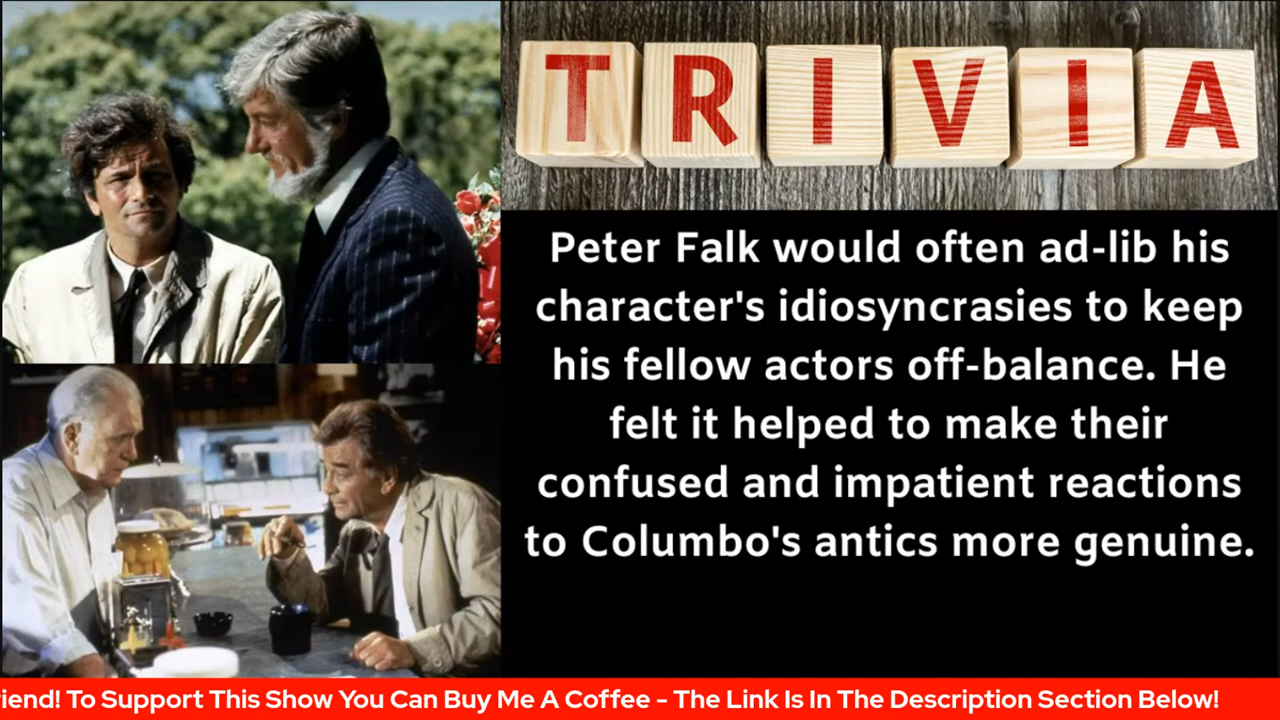 TRIVIA
Peter Falk would often ad-lib his
character's idiosyncrasies to keep
his fellow actors off-balance. He
felt it helped to make their
confused and impatient reactions
to Columbo's antics more genuine.
iend! To Support This Show You Can Buy Me A Coffee - The Link Is In The Description Section Below!